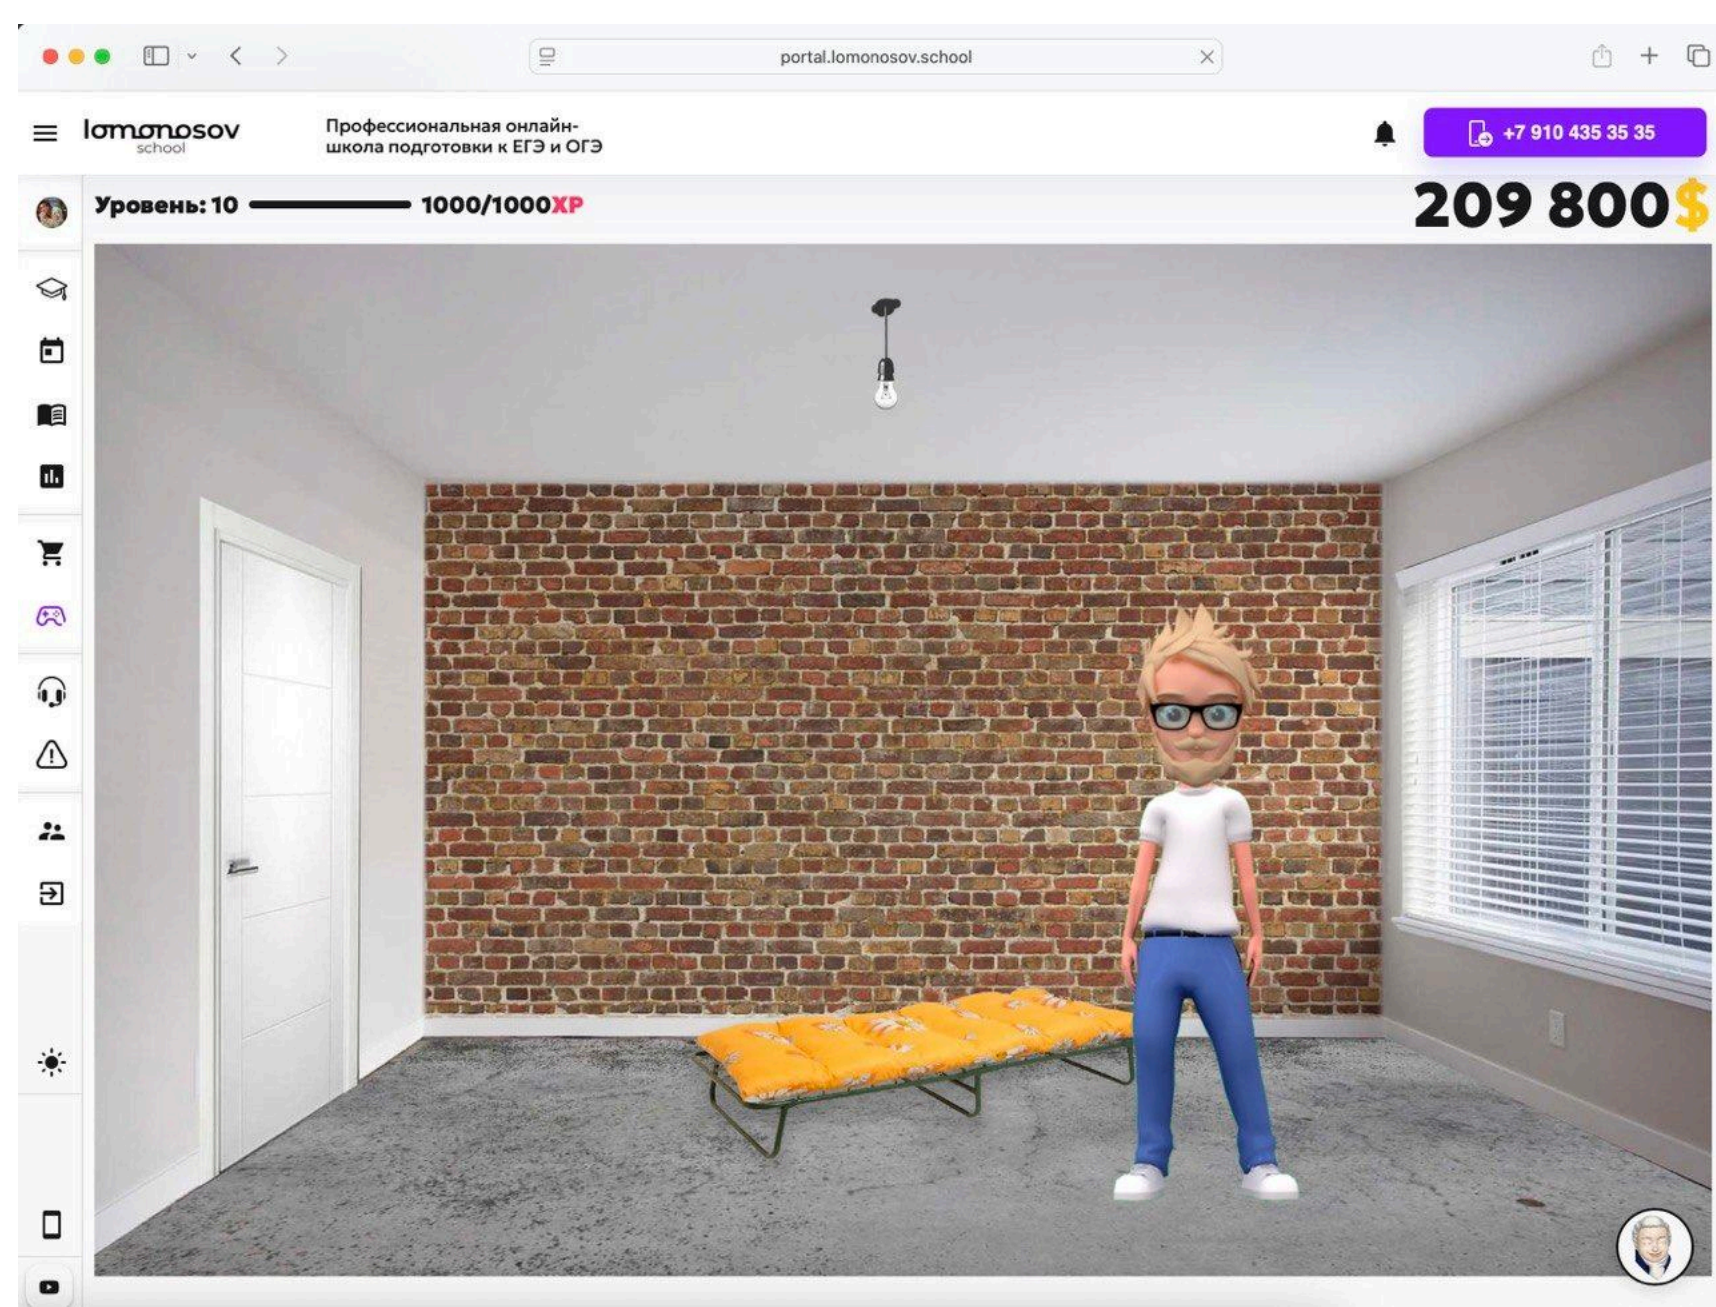 portal.lomonosov.school
lomonosov
school
Профессиональная онлайн-
школа подготовки к ЕГЭ и ОГЭ
+7 910 435 35 35
Уровень: 10
1000/1000XP
209 800$